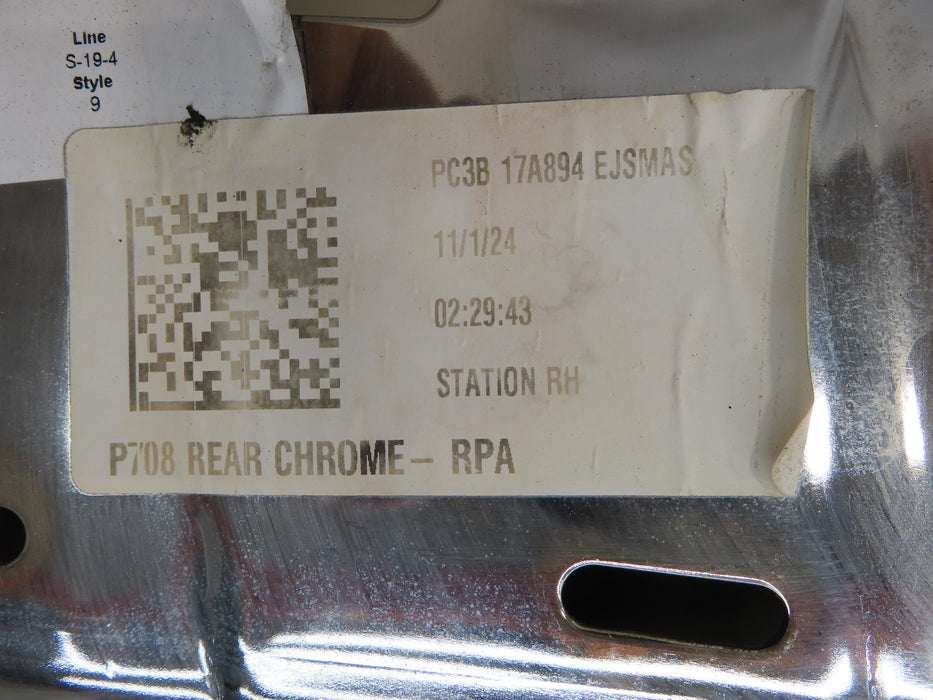 Line
S-19-4
Style
9
PC3B 17A894 EJSMAS
11/1/24
02:29:43
STATION RH
P708 REAR CHROME – RPA